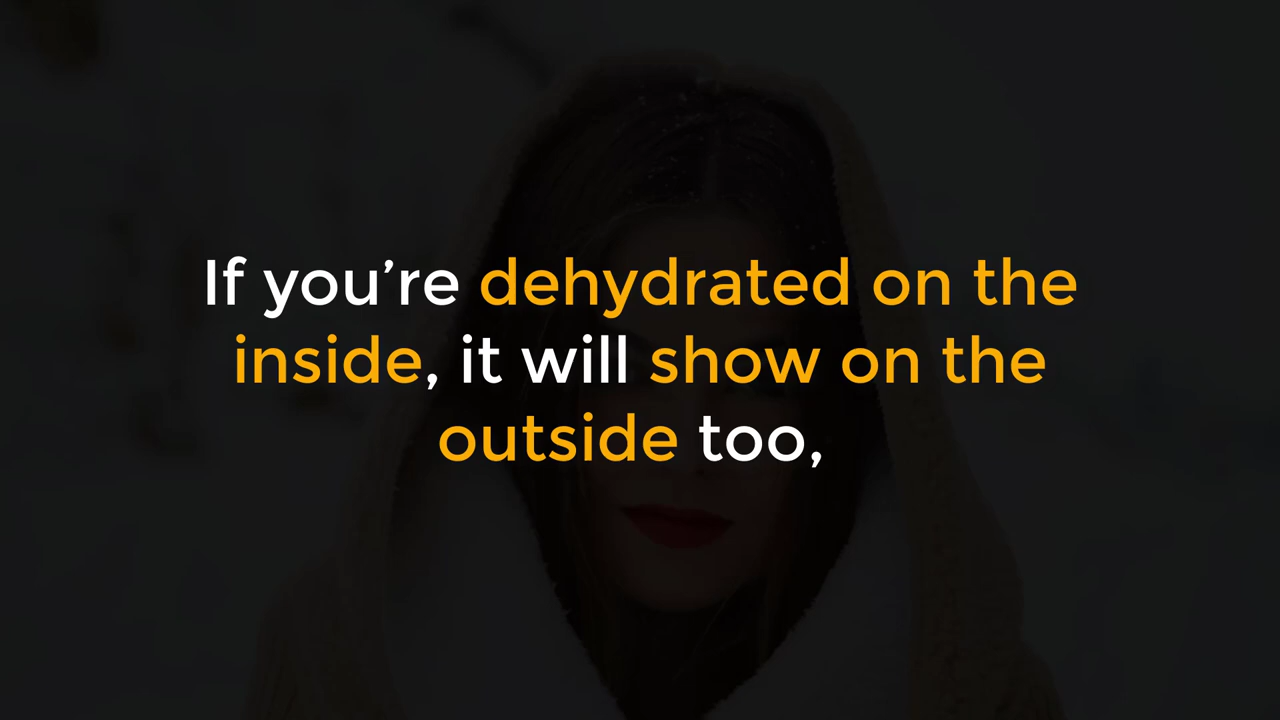 If you’re dehydrated on the
inside, it will show on the
outside too,